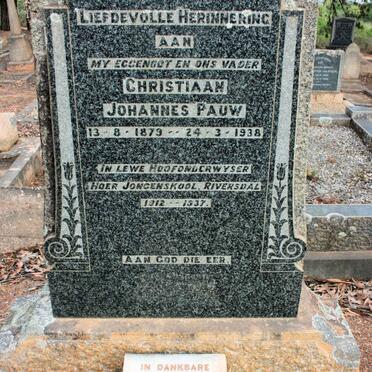 LIEFDEVOLLE HERINNERING
AAN
MY EGGENOOT EN ONS VADER
CHRISTIAAN
JOHANNES PAUW
13-8-1879 -- 24-3-1938
IN LEWE HOOFONDERWYSER
HOER JONGENSKOOL, RIVERSDAL
1912 -- 1937.
AAN GOD DIE EER.
IN DANKBARE